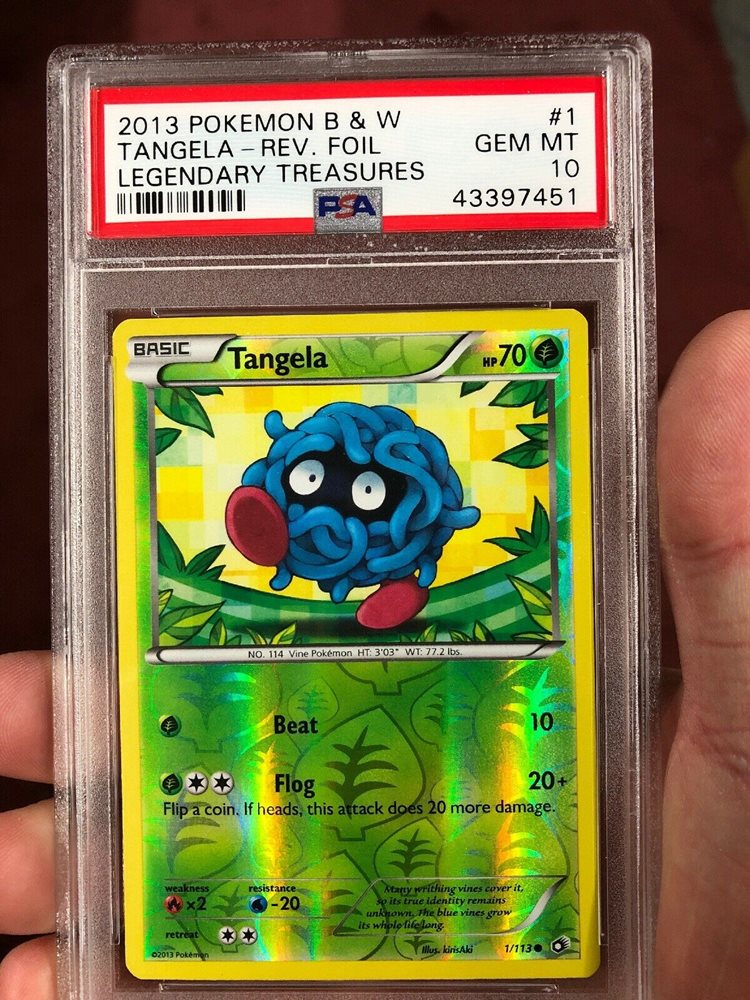 2013 POKEMON B & W #1
TANGELA - REV. FOIL GEM MT
LEGENDARY TREASURES 10
PSA 43397451
BASIC Tangela HP70
NO. 114 Vine Pokémon HT: 3'03" WT: 77.2 lbs.
Beat 10
Flog 20+
Flip a coin. If heads, this attack does 20 more damage.
weakness resistance
×2 -20
retreat
Many writhing vines cover it,
so its true identity remains
unknown. The blue vines grow
its whole life long.
©2013 Pokémon Illus. kirisAki 1/113